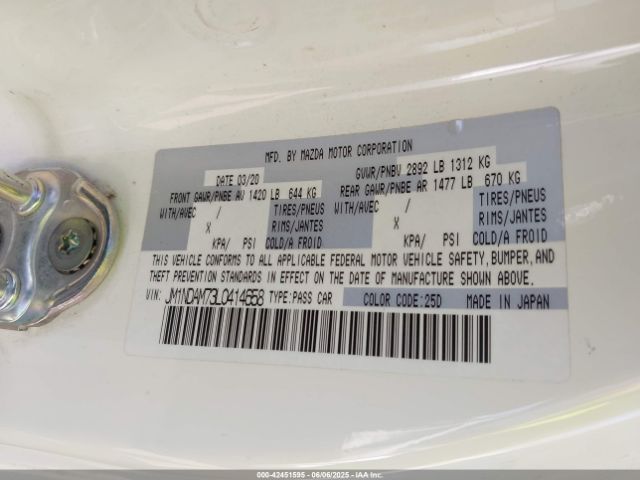 MFD. BY MAZDA MOTOR CORPORATION
DATE 03/20 GVWR/PNBV 2892 LB 1312 KG
FRONT GAWR/PNBE AV 1420 LB 644 KG REAR GAWR/PNBE AR 1477 LB 670 KG
WITH/AVEC / TIRES/PNEUS WITH/AVEC / TIRES/PNEUS
X RIMS/JANTES X RIMS/JANTES
KPA/ PSI COLD/A FROID KPA/ PSI COLD/A FROID
THIS VEHICLE CONFORMS TO ALL APPLICABLE FEDERAL MOTOR VEHICLE SAFETY, BUMPER, AND
THEFT PREVENTION STANDARDS IN EFFECT ON THE DATE OF MANUFACTURE SHOWN ABOVE.
VIN: JM1NDAM73L0414658 TYPE:PASS CAR COLOR CODE:25D MADE IN JAPAN
000-42451595 - 06/06/2025 - IAAI.COM